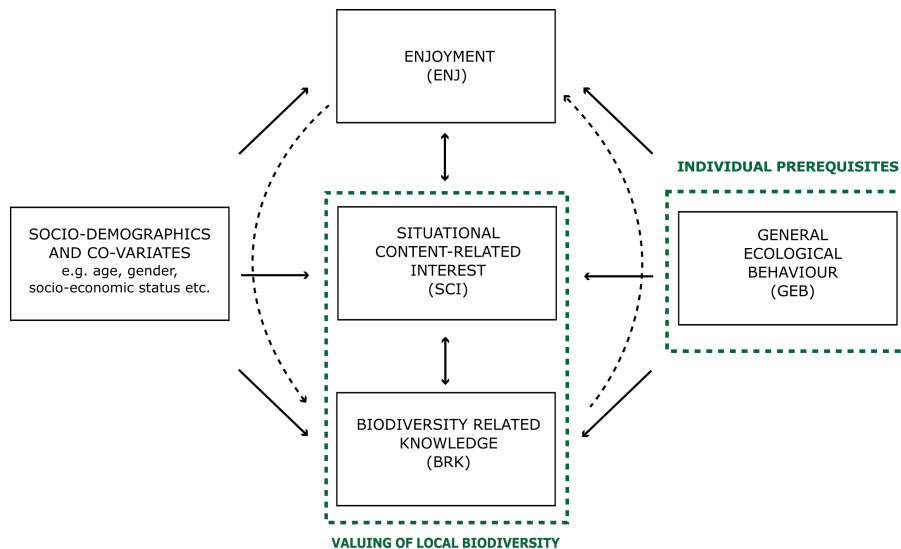 ENJOYMENT
(ENJ)
INDIVIDUAL PREREQUISITES
SOCIO-DEMOGRAPHICS
AND CO-VARIATES
e.g. age, gender,
socio-economic status etc.
SITUATIONAL
CONTENT-RELATED
INTEREST
(SCI)
GENERAL
ECOLOGICAL
BEHAVIOUR
(GEB)
BIODIVERSITY RELATED
KNOWLEDGE
(BRK)
VALUING OF LOCAL BIODIVERSITY